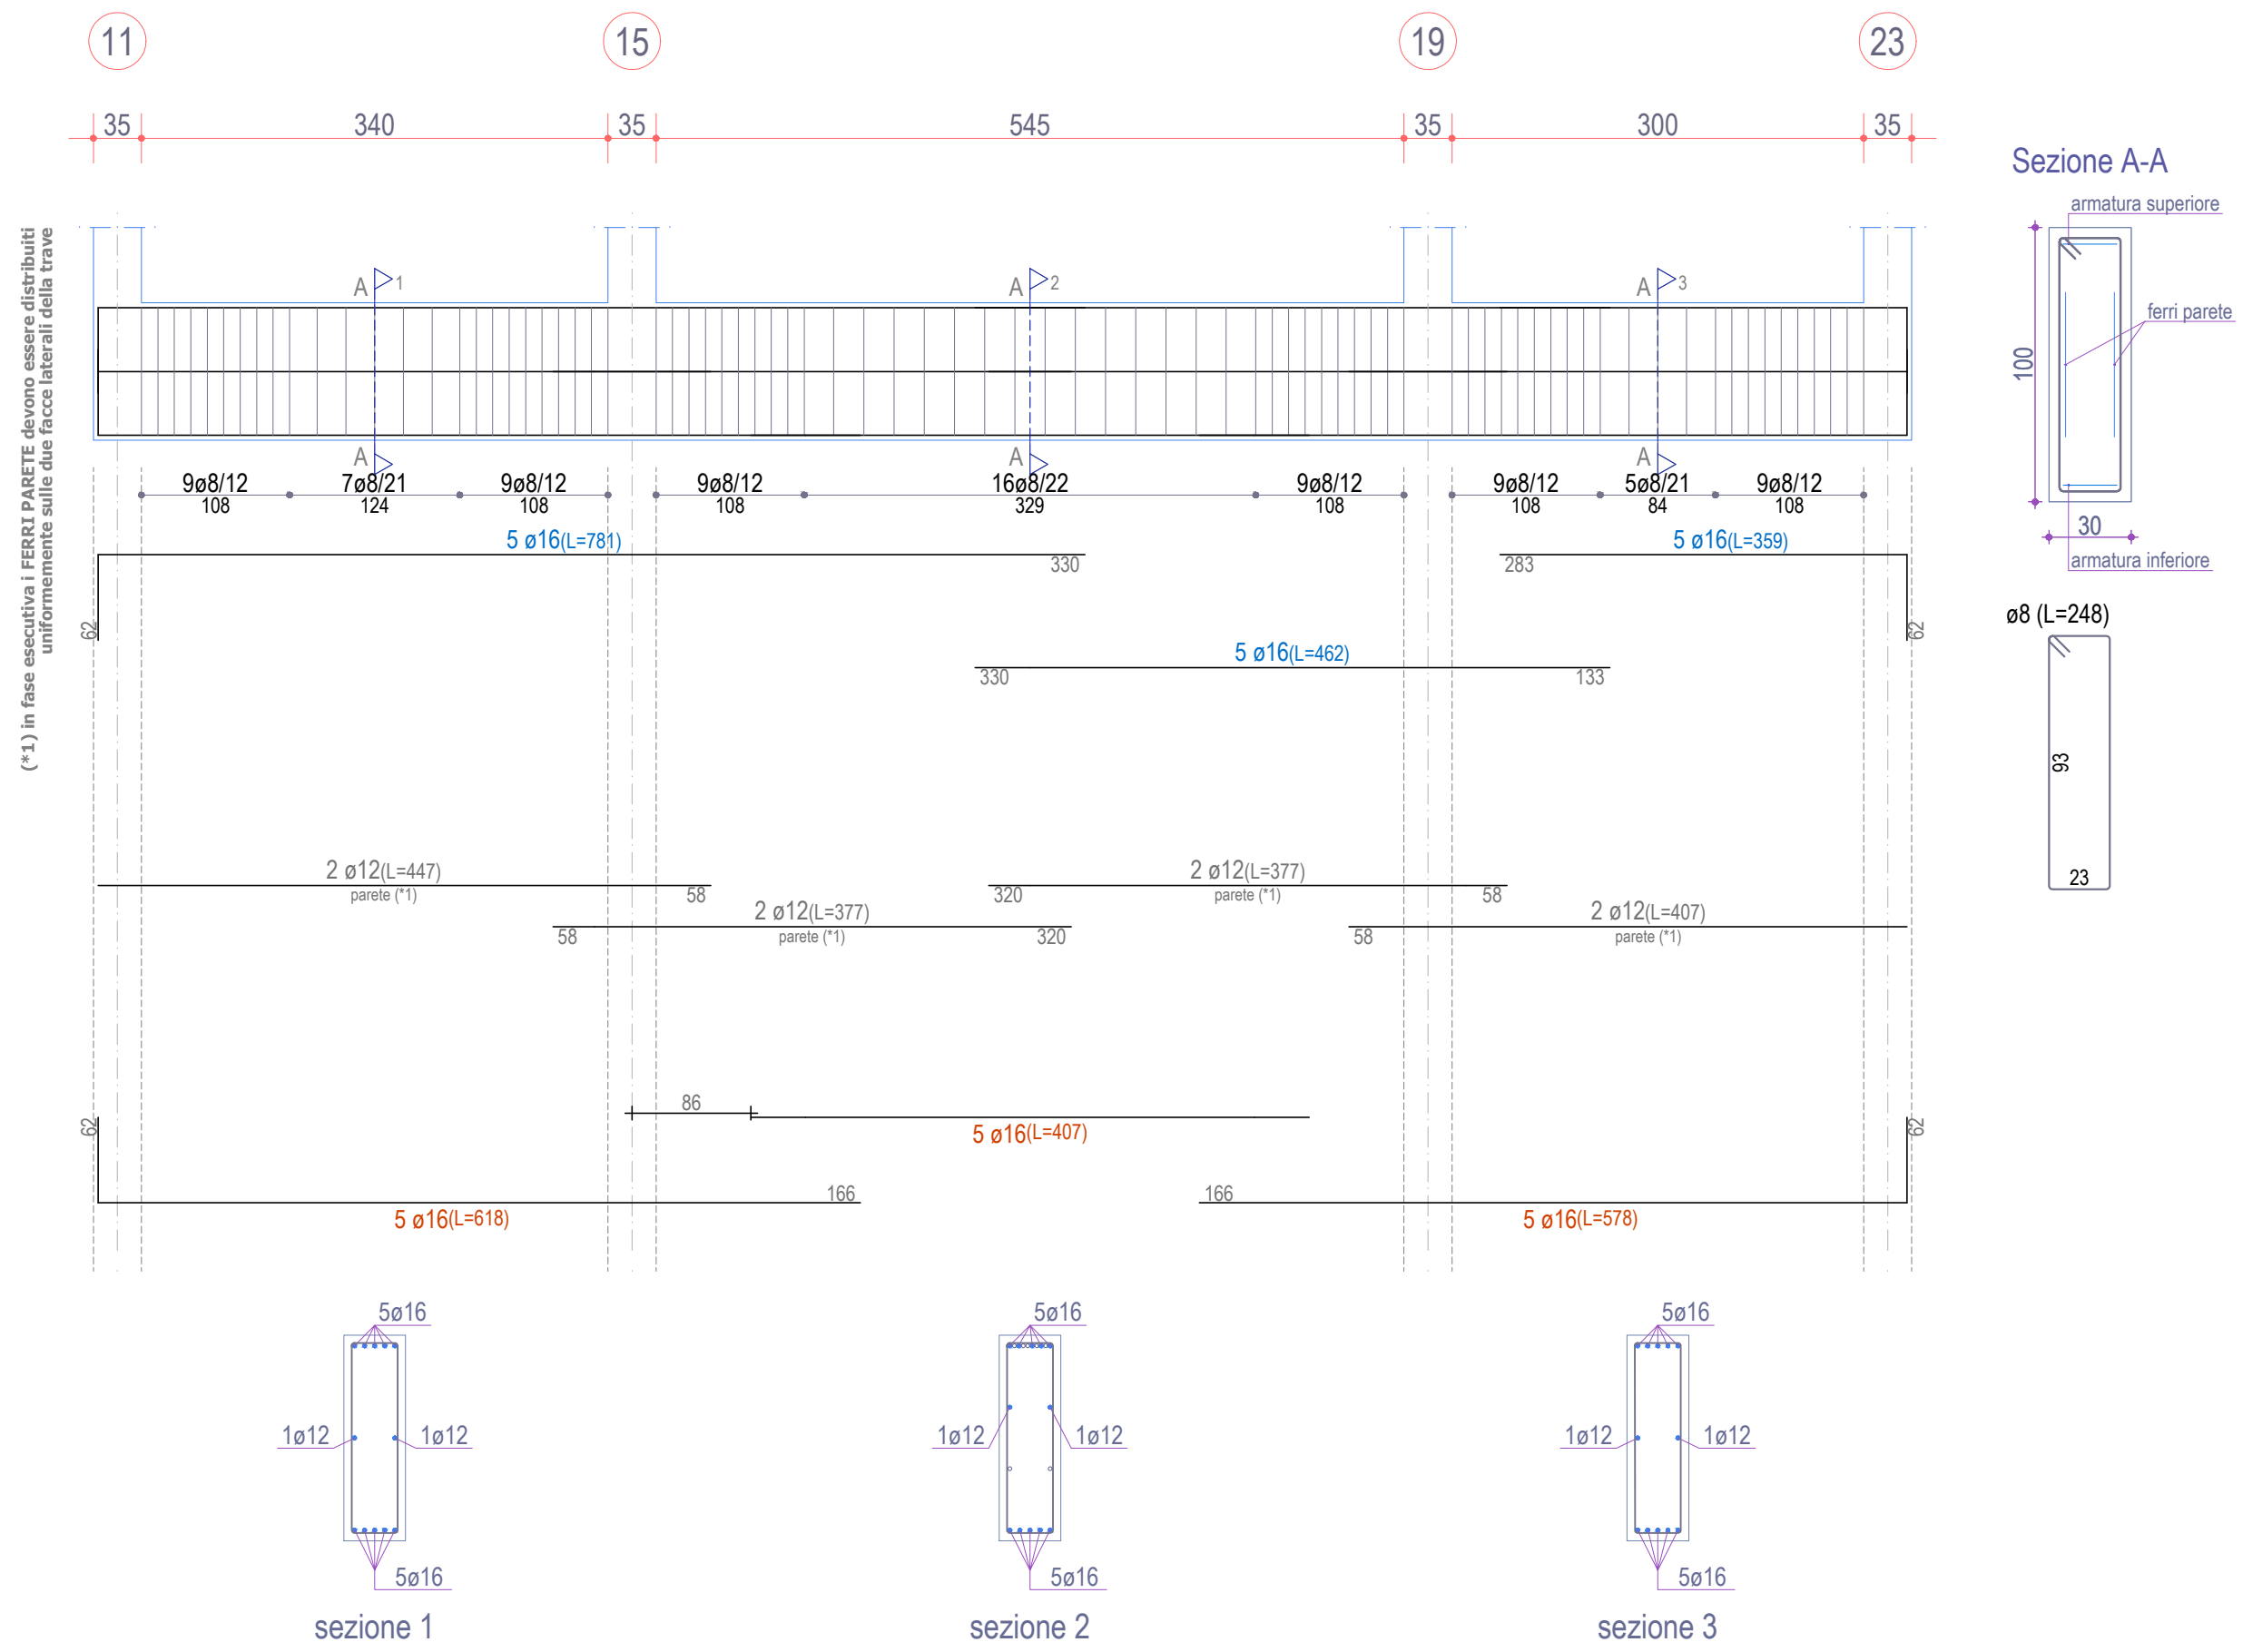 11
15
19
23
35
340
35
545
35
300
35
Sezione A-A
armatura superiore
ferri parete
100
30
armatura inferiore
(*1) in fase esecutiva i FERRI PARETE devono essere distribuiti
uniformemente sulle due facce laterali della trave
A
1
A
2
A
3
A
A
A
9ø8/12
7ø8/21
9ø8/12
9ø8/12
16ø8/22
9ø8/12
9ø8/12
5ø8/21
9ø8/12
108
124
108
108
329
108
108
84
108
5 ø16(L=781)
5 ø16(L=359)
330
283
62
62
5 ø16(L=462)
330
133
ø8 (L=248)
93
23
2 ø12(L=447)
parete (*1)
58
2 ø12(L=377)
320
parete (*1)
58
2 ø12(L=377)
58
parete (*1)
320
2 ø12(L=407)
58
parete (*1)
86
62
62
5 ø16(L=407)
166
166
5 ø16(L=618)
5 ø16(L=578)
5ø16
5ø16
5ø16
1ø12
1ø12
1ø12
1ø12
1ø12
1ø12
5ø16
5ø16
5ø16
sezione 1
sezione 2
sezione 3